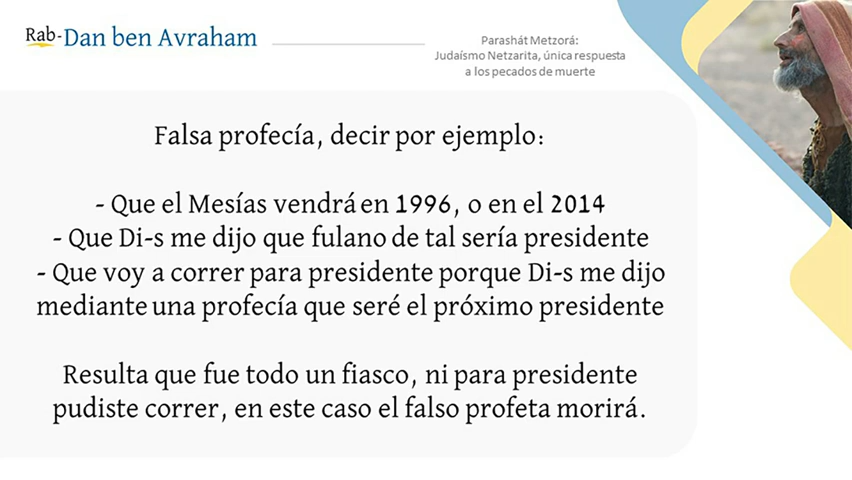 Rab-Dan ben Avraham
Parashát Metzorá:
Judaísmo Netzarita, única respuesta
a los pecados de muerte
Falsa profecía, decir por ejemplo:
- Que el Mesías vendrá en 1996, o en el 2014
- Que Di-s me dijo que fulano de tal sería presidente
- Que voy a correr para presidente porque Di-s me dijo
mediante una profecía que seré el próximo presidente
Resulta que fue todo un fiasco, ni para presidente
pudiste correr, en este caso el falso profeta morirá.